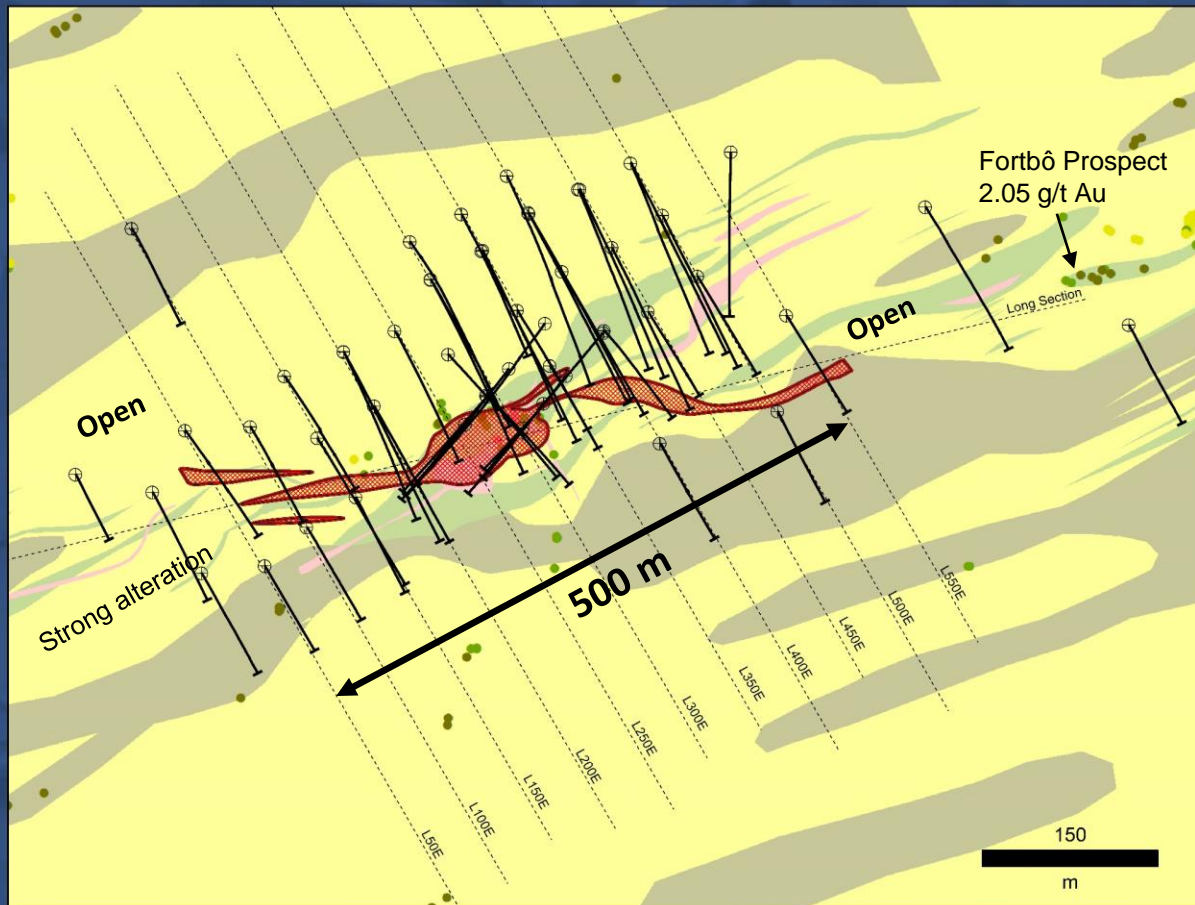 Fortbô Prospect
2.05 g/t Au
Long Section
Open
Open
Strong alteration
500 m
L50E
L100E
L150E
L200E
L250E
L300E
L350E
L400E
L450E
L500E
L550E
150
m